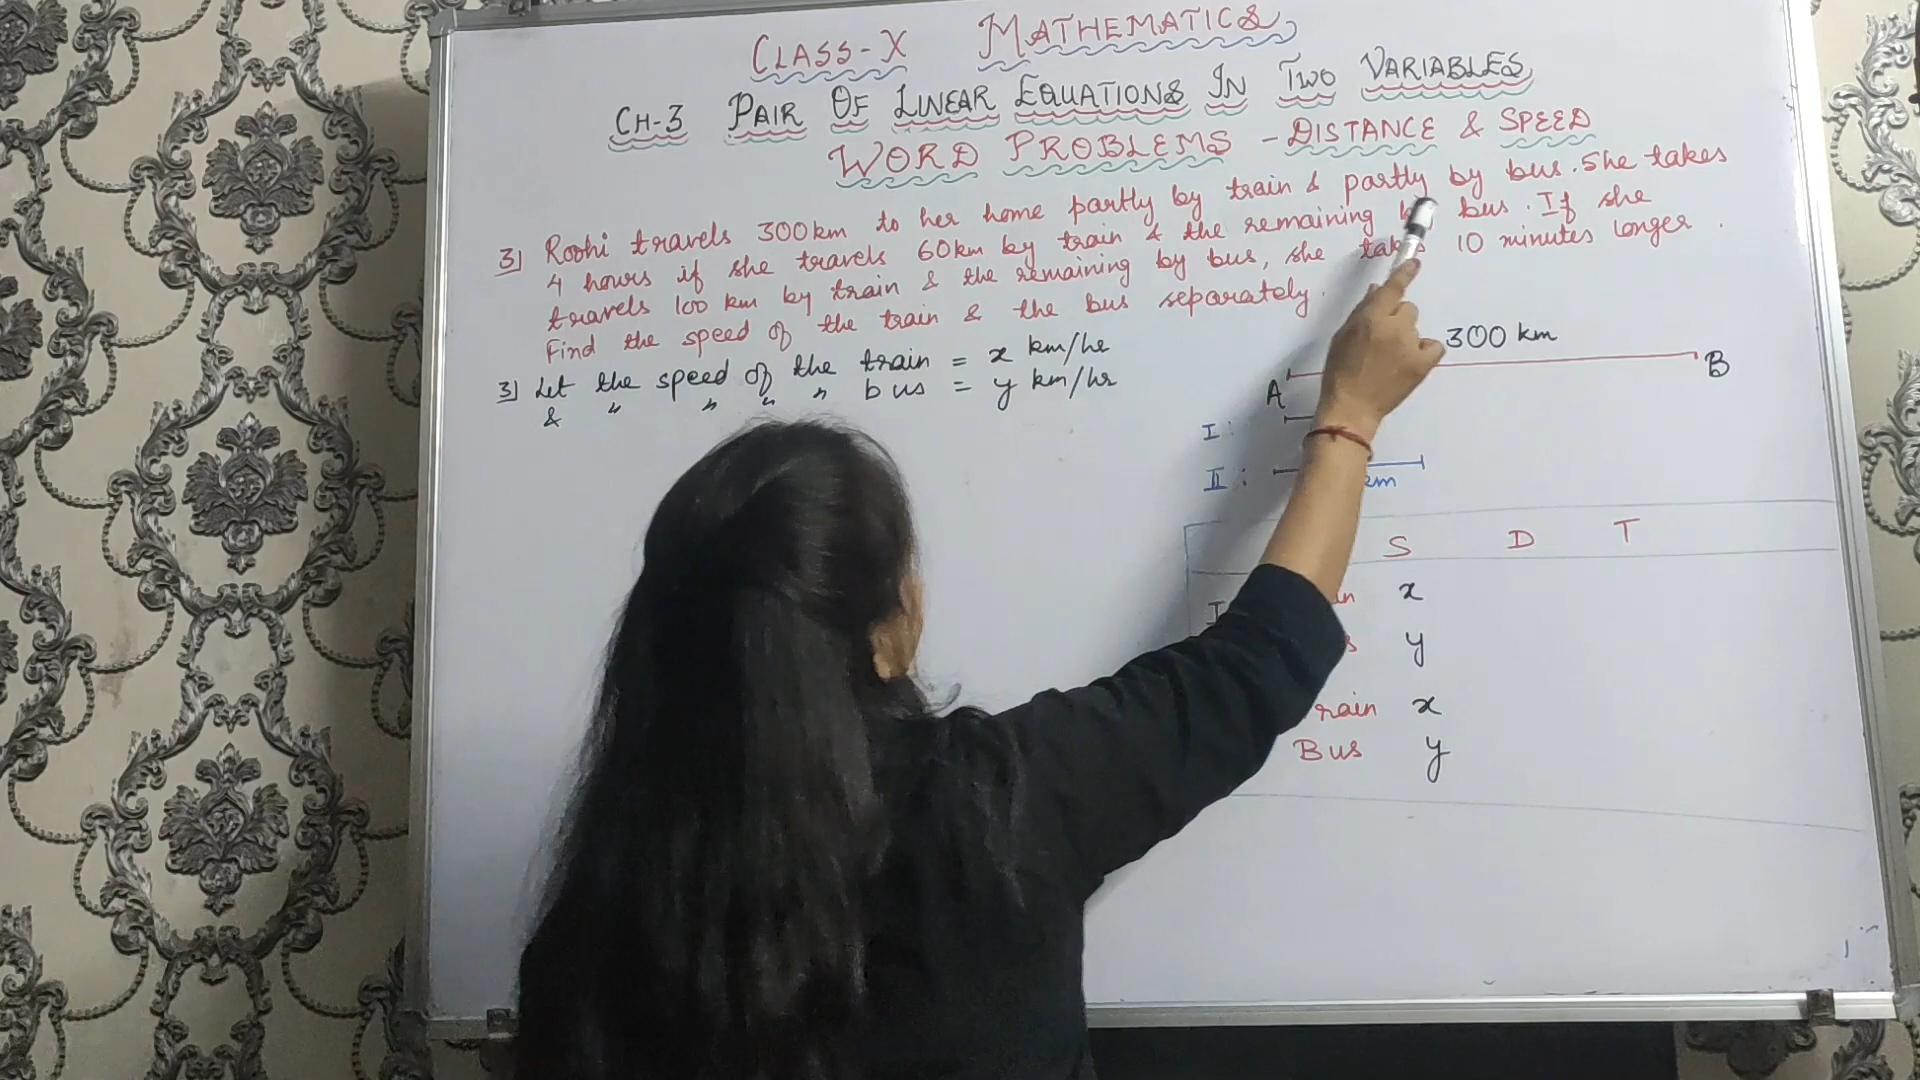 CLASS-X MATHEMATICS
CH-3 PAIR OF LINEAR EQUATIONS IN TWO VARIABLES
WORD PROBLEMS - DISTANCE & SPEED
3] Roohi travels 300km to her home partly by train & partly by bus. She takes
4 hours if she travels 60km by train & the remaining bus. If she
travels 100 km by train & the remaining by bus, she takes 10 minutes longer.
Find the speed of the train & the bus separately.
3] Let the speed of the train = x km/hr
& " " " " bus = y km/hr
300 km
A B
I :
II : km
S D T
I x
y
rain x
Bus y